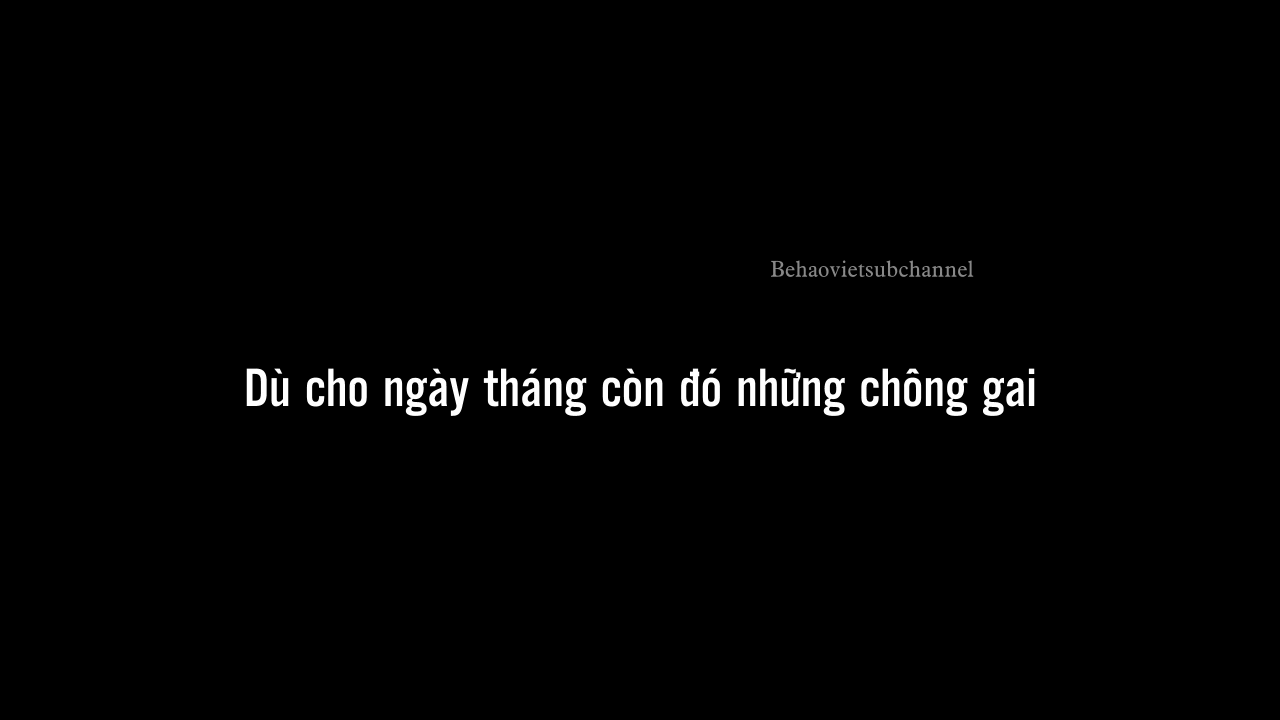 Behaovietsubchannel
Dù cho ngày tháng còn đó những chông gai